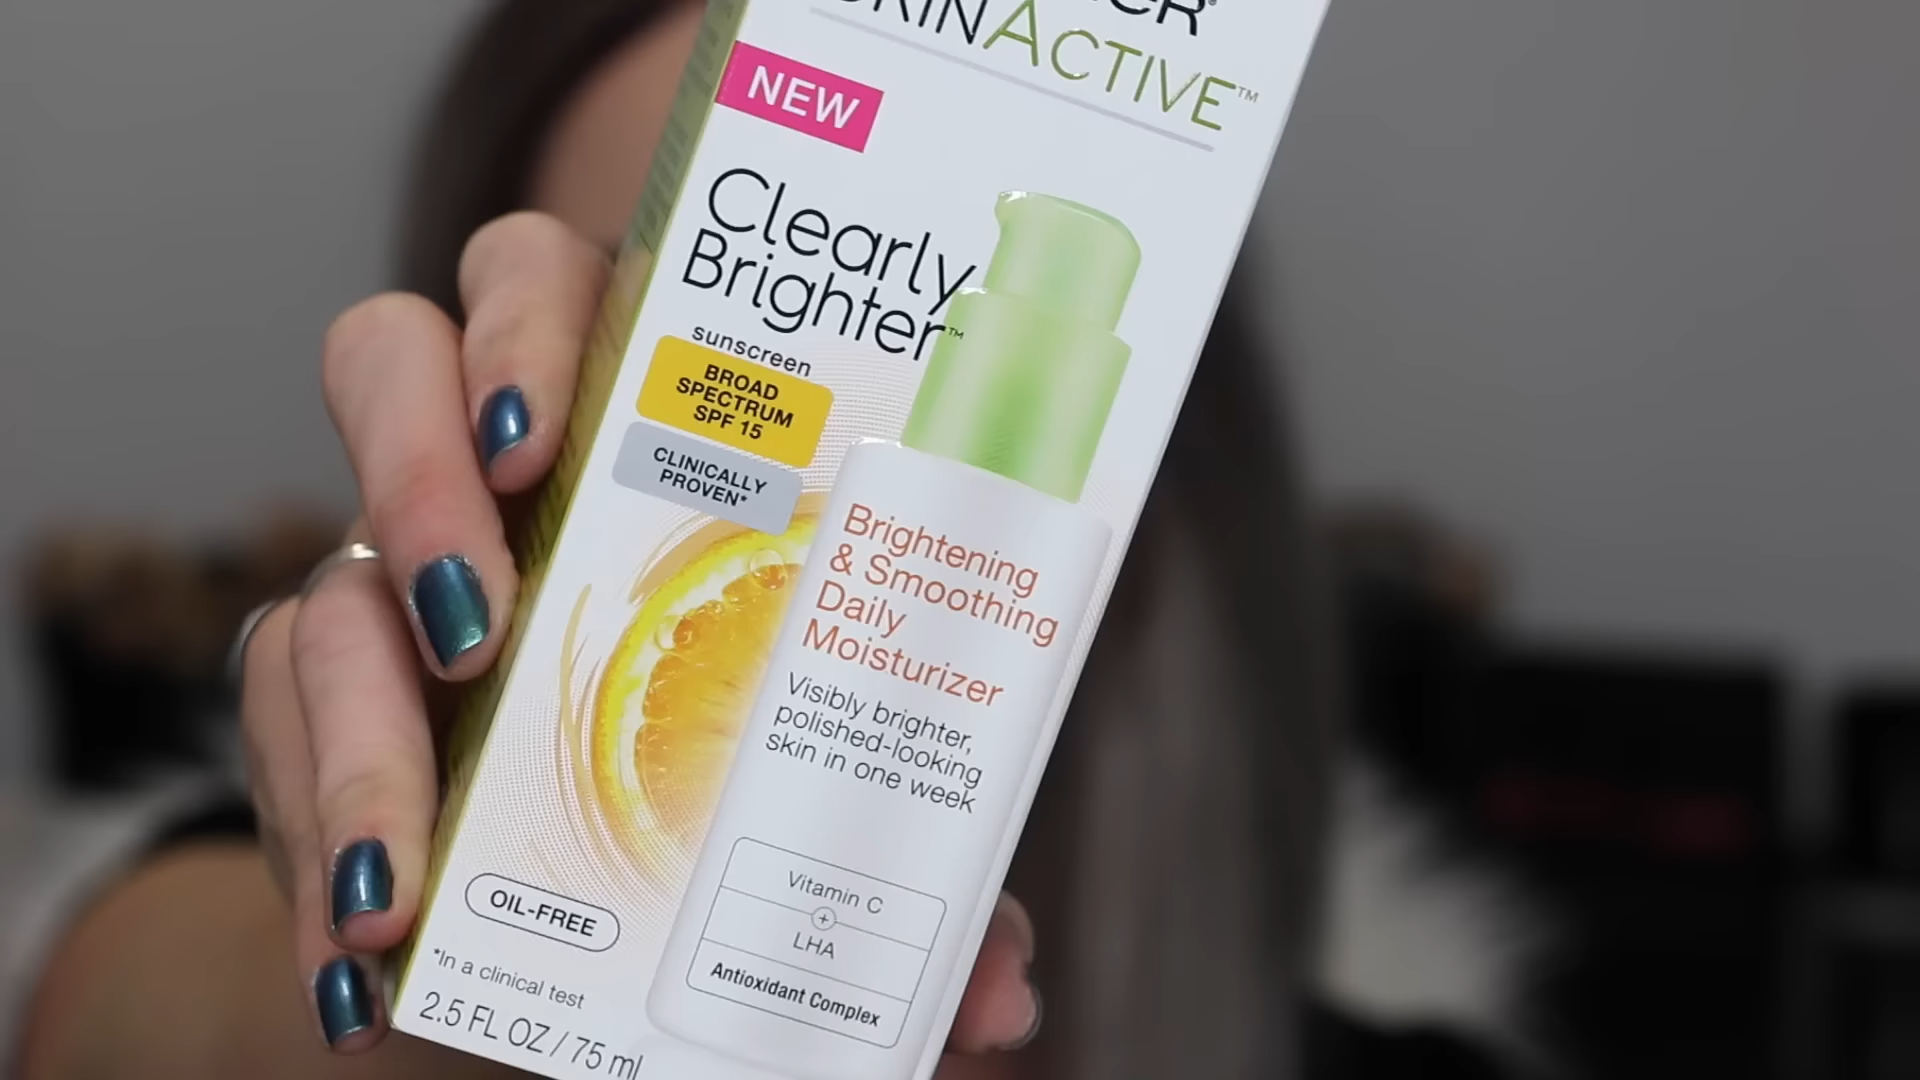 SKINACTIVE™
NEW
Clearly
Brighter™
sunscreen
BROAD
SPECTRUM
SPF 15
CLINICALLY
PROVEN*
Brightening
& Smoothing
Daily
Moisturizer
Visibly brighter,
polished-looking
skin in one week
Vitamin C
+
LHA
Antioxidant Complex
OIL-FREE
*In a clinical test
2.5 FL OZ / 75 ml